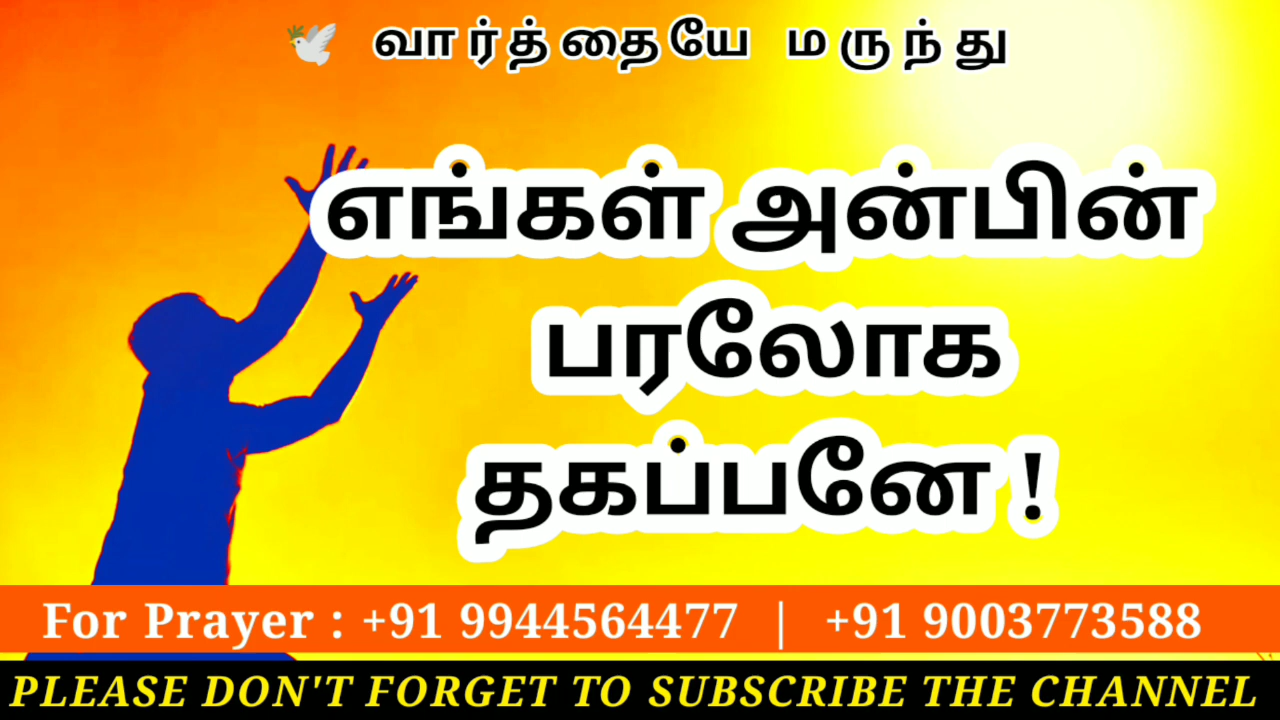 🕊️ வார்த்தையே மருந்து
எங்கள் அன்பின்
பரலோக
தகப்பனே !
For Prayer : +91 9944564477 | +91 9003773588
PLEASE DON'T FORGET TO SUBSCRIBE THE CHANNEL